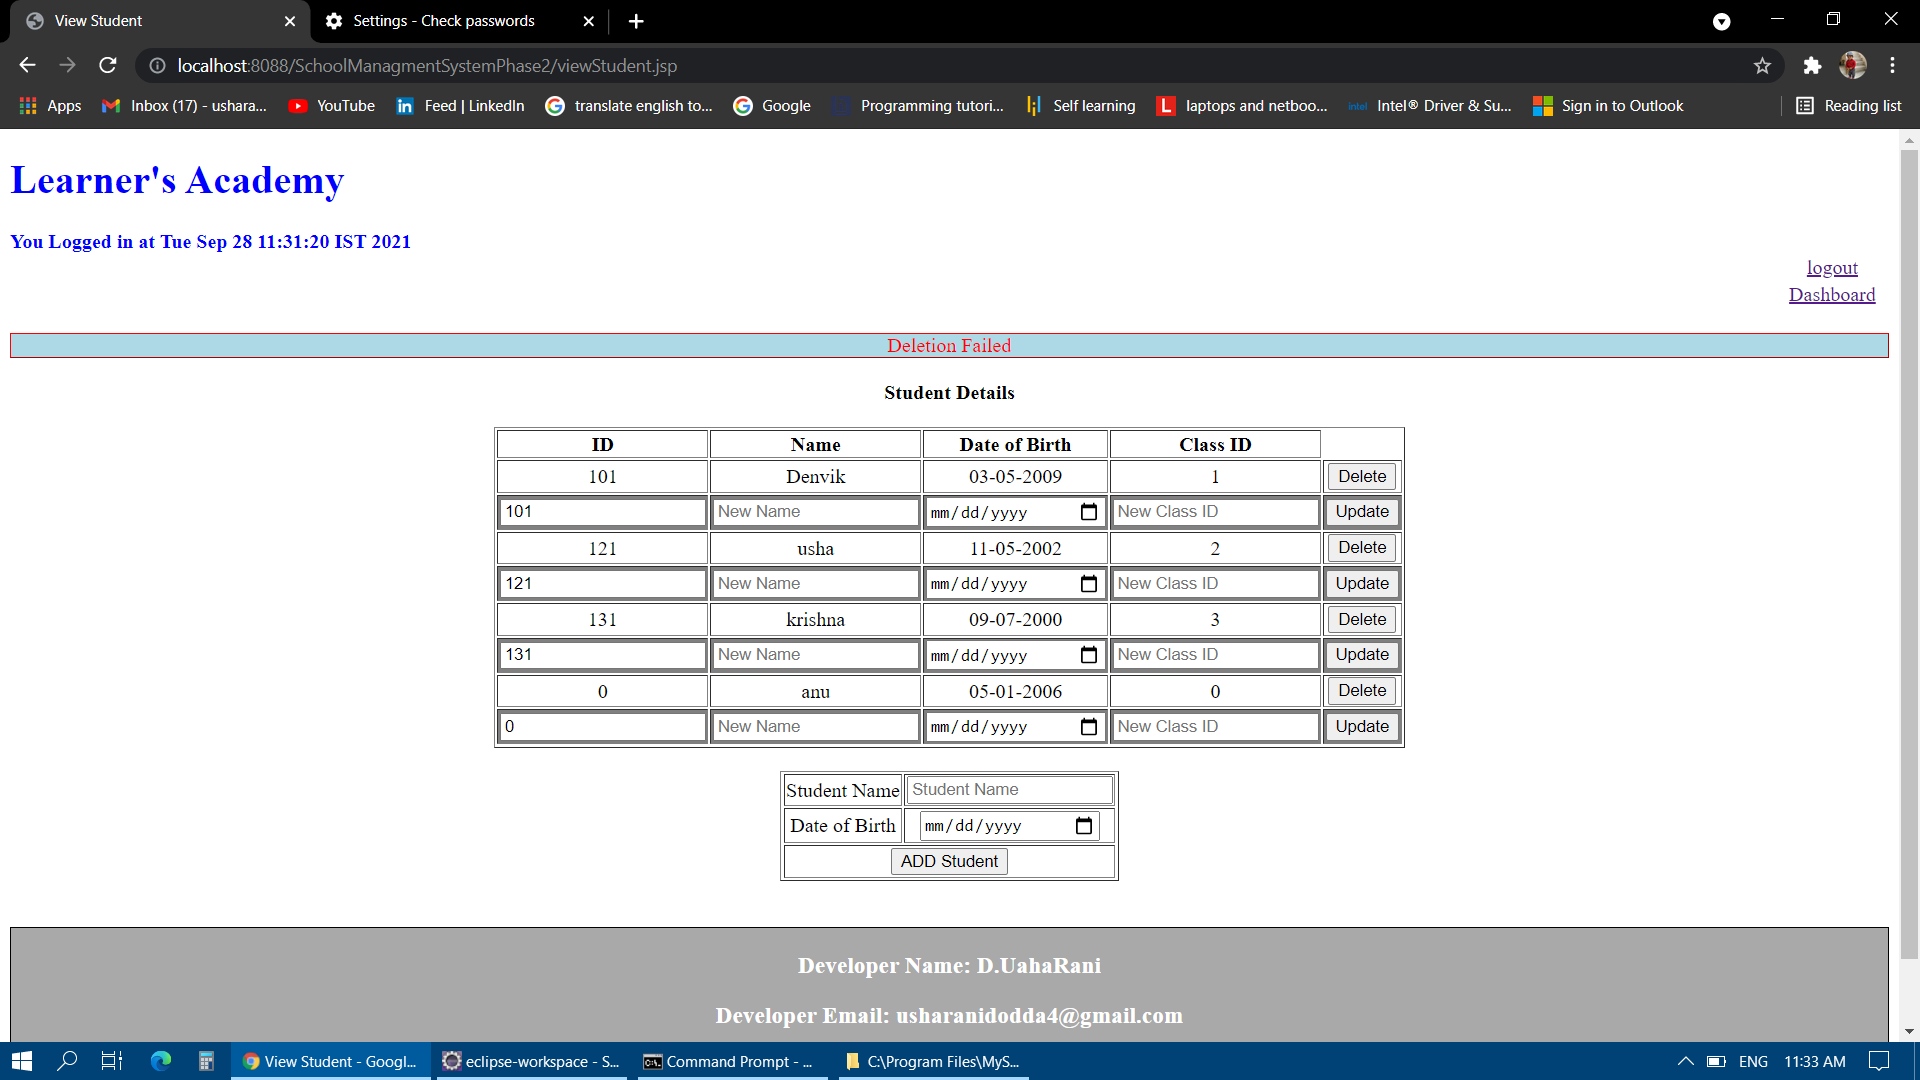 View Student
Settings - Check passwords
localhost:8088/SchoolManagmentSystemPhase2/viewStudent.jsp
Apps
Inbox (17) - ushara...
YouTube
Feed | LinkedIn
translate english to...
Google
Programming tutori...
Self learning
L
laptops and netboo...
intel
Intel® Driver & Su...
Sign in to Outlook
Reading list
Learner's Academy
You Logged in at Tue Sep 28 11:31:20 IST 2021
logout
Dashboard
Deletion Failed
Student Details
ID Name Date of Birth Class ID
101 Denvik 03-05-2009 1 Delete
101 New Name mm/dd/yyyy New Class ID Update
121 usha 11-05-2002 2 Delete
121 New Name mm/dd/yyyy New Class ID Update
131 krishna 09-07-2000 3 Delete
131 New Name mm/dd/yyyy New Class ID Update
0 anu 05-01-2006 0 Delete
0 New Name mm/dd/yyyy New Class ID Update
Student Name Student Name
Date of Birth mm/dd/yyyy
ADD Student
Developer Name: D.UahaRani
Developer Email: usharanidodda4@gmail.com
View Student - Googl...
eclipse-workspace - S...
Command Prompt - ...
C:\Program Files\MyS...
ENG
11:33 AM